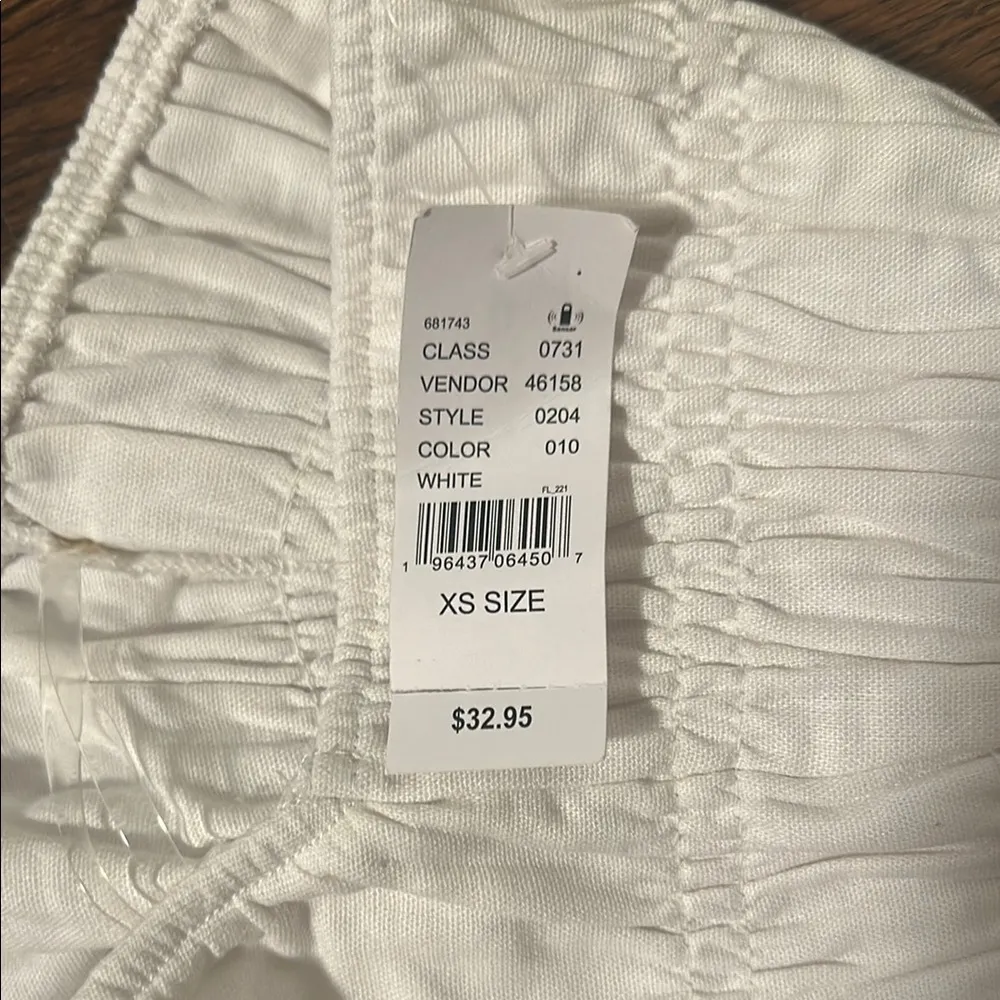 681743
Sensor
CLASS 0731
VENDOR 46158
STYLE 0204
COLOR 010
WHITE
FL_221
1 96437 06450 7
XS SIZE
$32.95